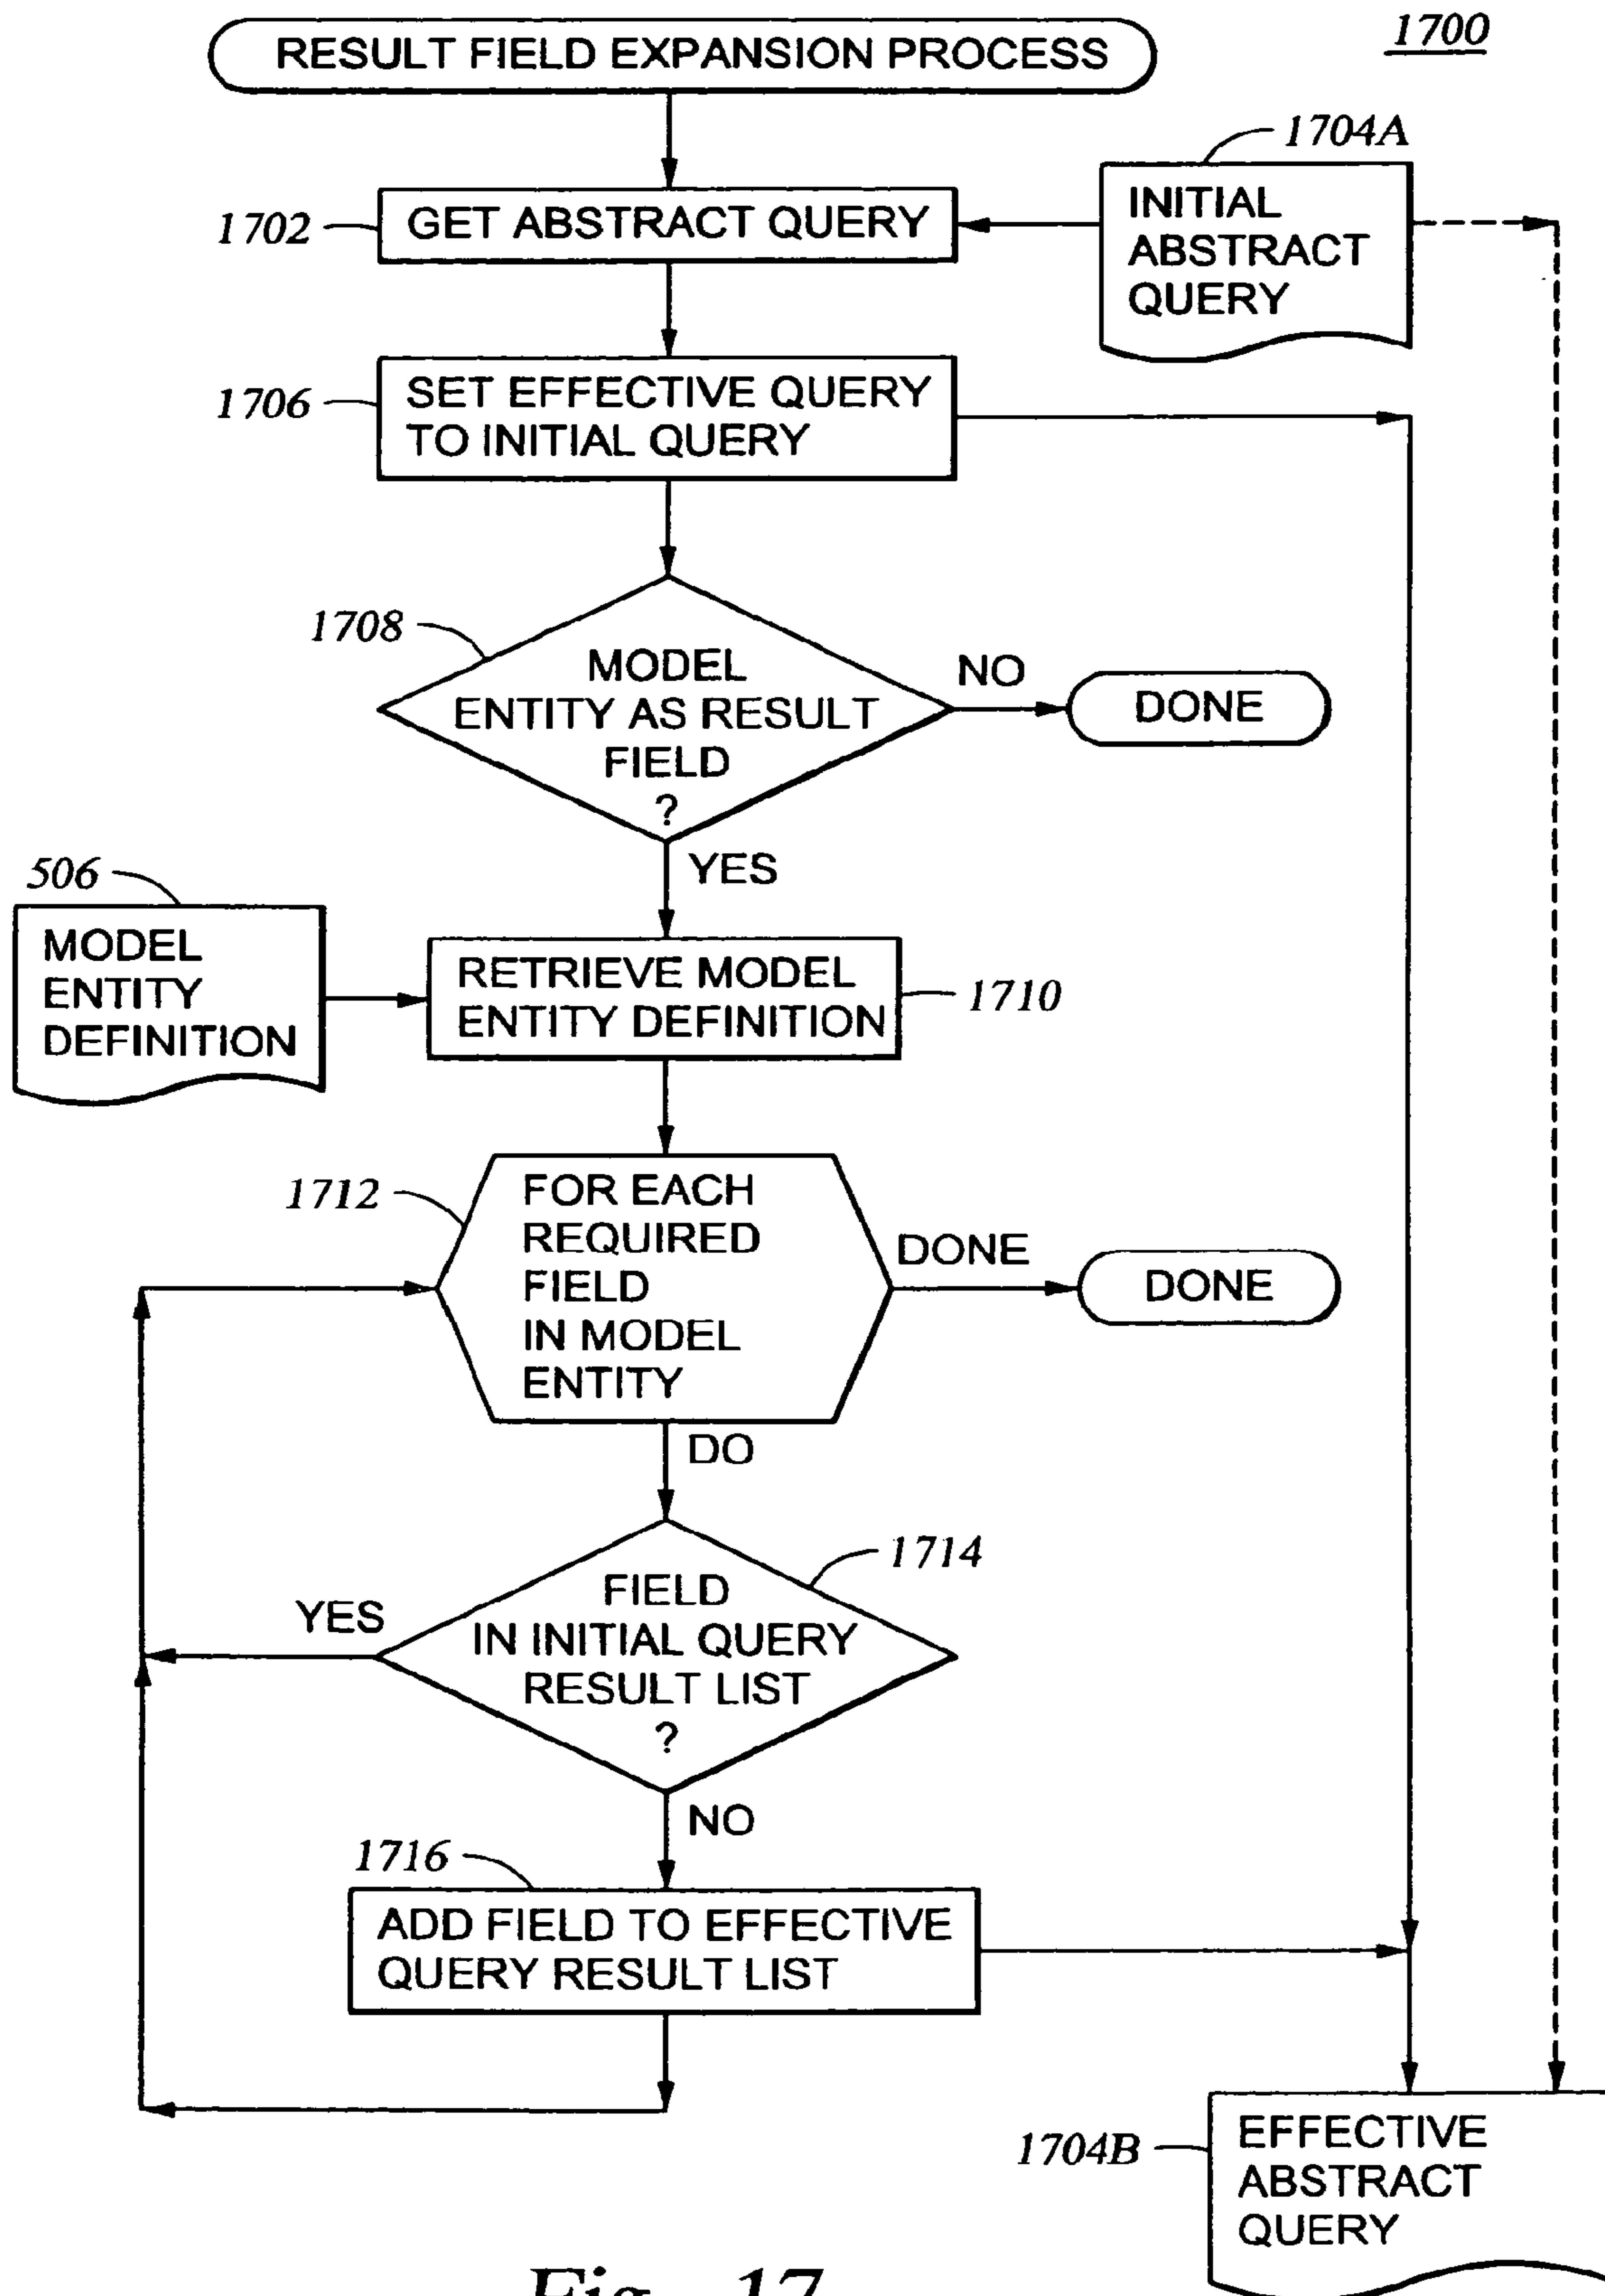 RESULT FIELD EXPANSION PROCESS
1700
1704A
INITIAL
ABSTRACT
QUERY
1702
GET ABSTRACT QUERY
1706
SET EFFECTIVE QUERY
TO INITIAL QUERY
1708
MODEL
ENTITY AS RESULT
FIELD
?
NO
DONE
YES
506
MODEL
ENTITY
DEFINITION
RETRIEVE MODEL
ENTITY DEFINITION
1710
1712
FOR EACH
REQUIRED
FIELD
IN MODEL
ENTITY
DONE
DONE
DO
1714
FIELD
IN INITIAL QUERY
RESULT LIST
?
YES
NO
1716
ADD FIELD TO EFFECTIVE
QUERY RESULT LIST
1704B
EFFECTIVE
ABSTRACT
QUERY
Fig. 17